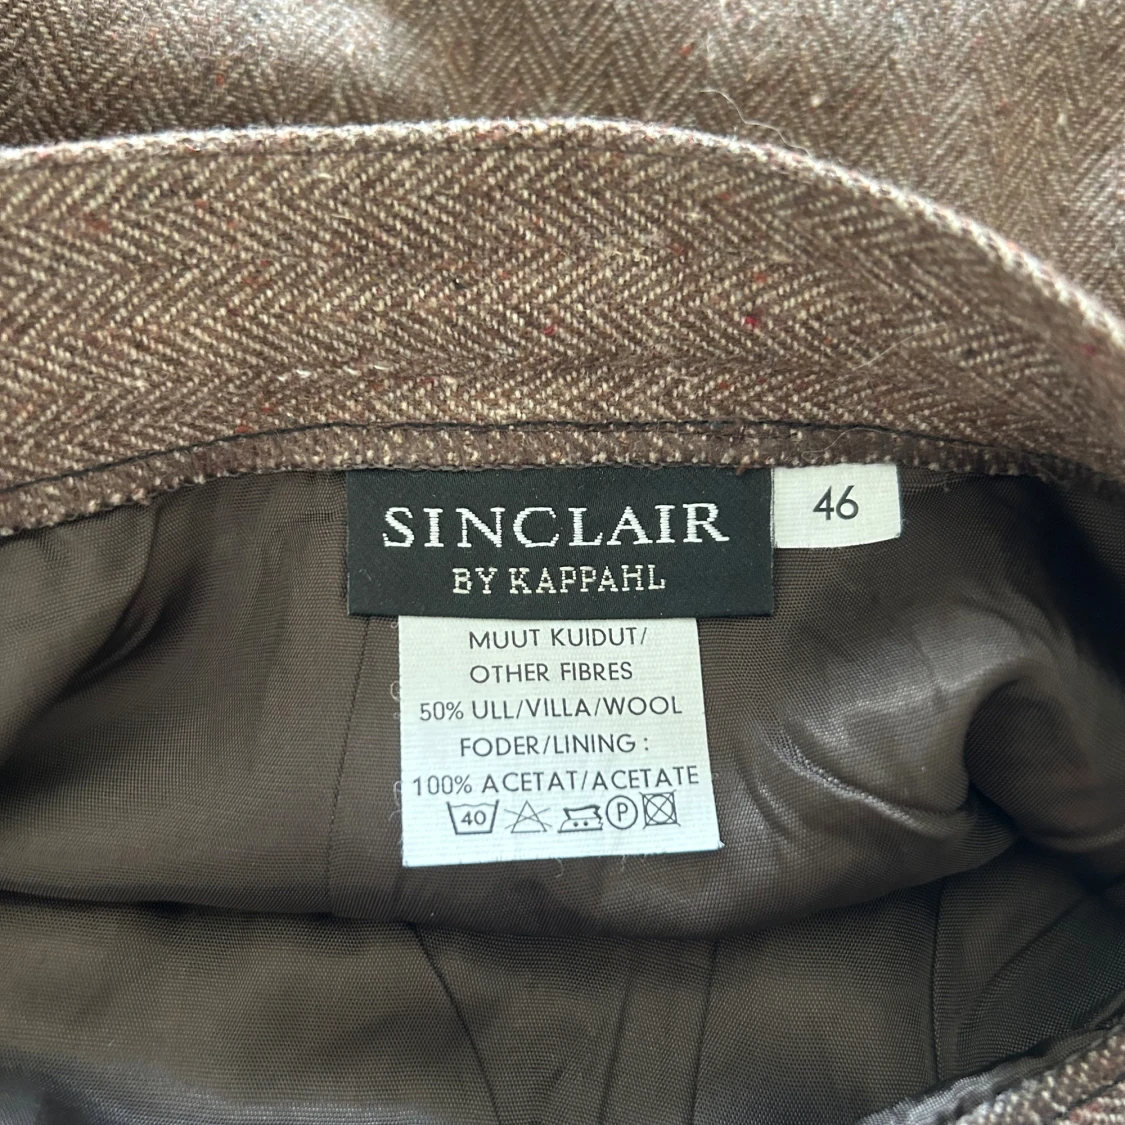 SINCLAIR
BY KAPPAHL
46
MUUT KUIDUT/
OTHER FIBRES
50% ULL/VILLA/WOOL
FODER/LINING :
100% ACETAT/ACETATE
40 P